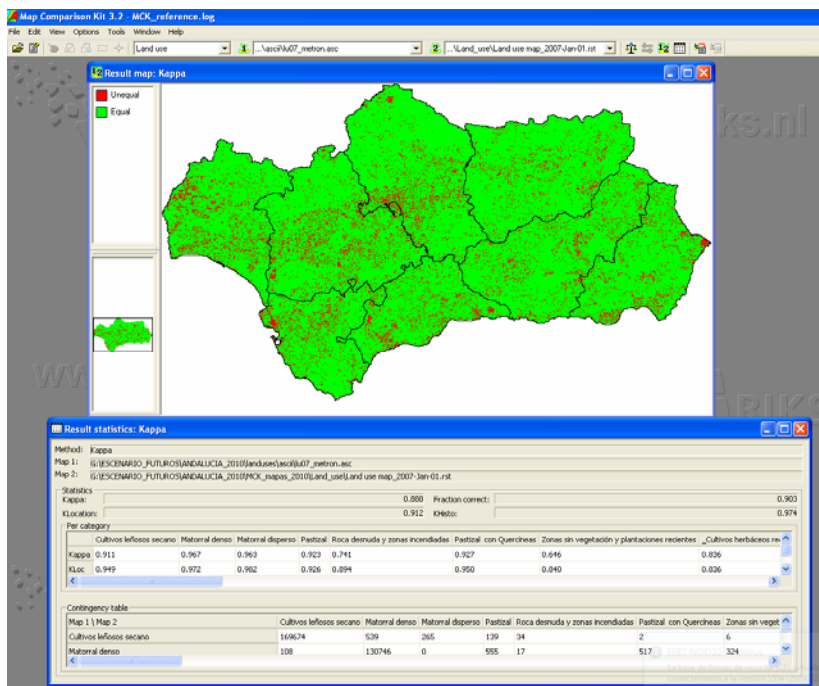 Map Comparison Kit 3.2 - MCK_reference.log
File Edit View Options Tools Window Help
Land use 1 ...\ascii\lu07_metron.asc 2 ...\Land_use\Land use map_2007-Jan-01.rst
Result map: Kappa
Unequal
Equal
ks.nl
WW
RIKS
Result statistics: Kappa
Method: Kappa
Map 1: G:\ESCENARIO_FUTUROS\ANDALUCIA_2010\landuses\ascii\lu07_metron.asc
Map 2: G:\ESCENARIO_FUTUROS\ANDALUCIA_2010\MCK_mapas_2010\Land_use\Land use map_2007-Jan-01.rst
Statistics
Kappa: 0.888 Fraction correct: 0.903
KLocation: 0.912 KHisto: 0.974
Per category
Cultivos leñosos secano Matorral denso Matorral disperso Pastizal Roca desnuda y zonas incendiadas Pastizal con Quercineas Zonas sin vegetación y plantaciones recientes _Cultivos herbáceos re
Kappa 0.911 0.967 0.963 0.923 0.741 0.927 0.646 0.836
KLoc 0.949 0.972 0.982 0.926 0.894 0.950 0.840 0.836
Contingency table
Map 1 \ Map 2 Cultivos leñosos secano Matorral denso Matorral disperso Pastizal Roca desnuda y zonas incendiadas Pastizal con Quercineas Zonas sin veget
Cultivos leñosos secano 169674 539 265 139 34 2 6
Matorral denso 108 130746 0 555 17 517 324